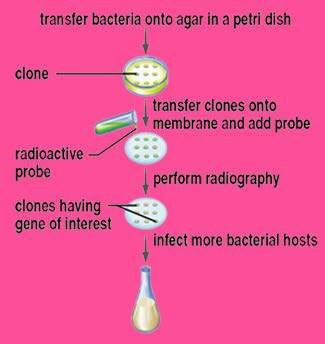 transfer bacteria onto agar in a petri dish
clone
transfer clones onto
membrane and add probe
radioactive
probe
perform radiography
clones having
gene of interest
infect more bacterial hosts